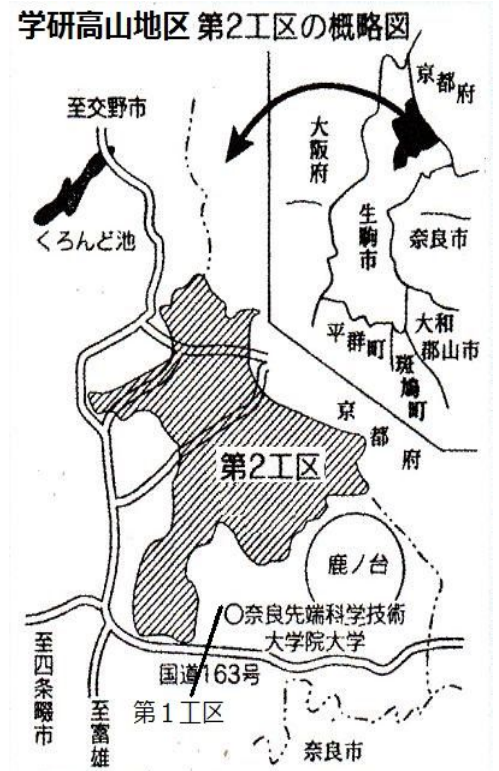 学研高山地区 第2工区の概略図
至交野市
くろんど池
京都府
大阪府
生駒市
奈良市
平群町
斑鳩町
大和
郡山市
京都府
第2工区
鹿ノ台
奈良先端科学技術
大学院大学
国道163号
第1工区
至四条畷市
至富雄
奈良市